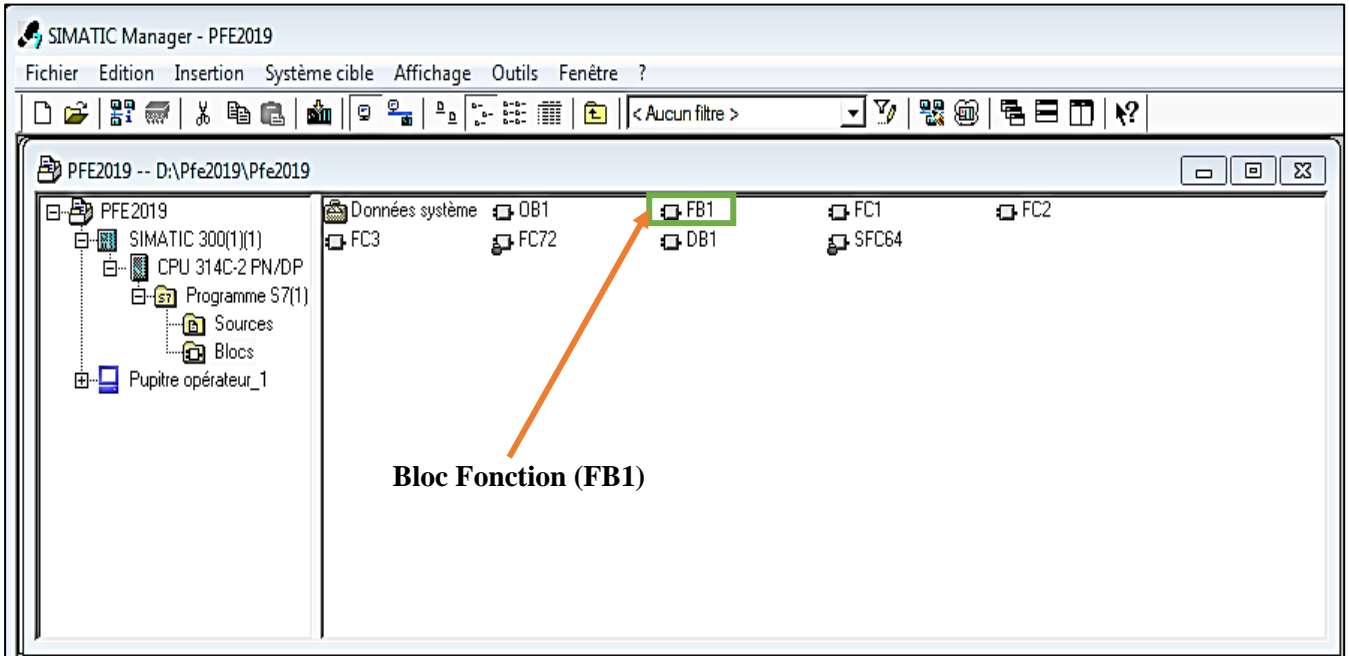 SIMATIC Manager - PFE2019
Fichier Edition Insertion Système cible Affichage Outils Fenêtre ?
< Aucun filtre >
PFE2019 -- D:\Pfe2019\Pfe2019
PFE2019
SIMATIC 300(1)(1)
CPU 314C-2 PN/DP
Programme S7(1)
Sources
Blocs
Pupitre opérateur_1
Données système OB1 FB1 FC1 FC2
FC3 FC72 DB1 SFC64
Bloc Fonction (FB1)